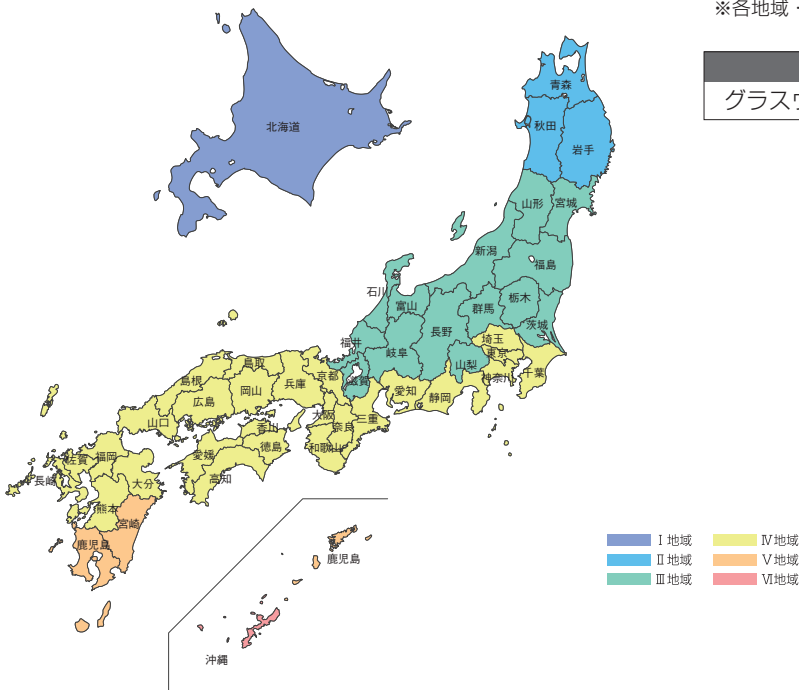 ※各地域・
グラスウ
北海道
青森
秋田
岩手
山形
宮城
新潟
福島
石川
富山
栃木
群馬
茨城
長野
福井
岐阜
埼玉
東京
山梨
滋賀
神奈川
千葉
京都
鳥取
島根
兵庫
岡山
広島
愛知
静岡
山口
大阪
奈良
三重
香川
和歌山
徳島
愛媛
高知
佐賀
福岡
長崎
大分
熊本
宮崎
鹿児島
鹿児島
沖縄
Ⅰ地域
Ⅱ地域
Ⅲ地域
Ⅳ地域
Ⅴ地域
Ⅵ地域